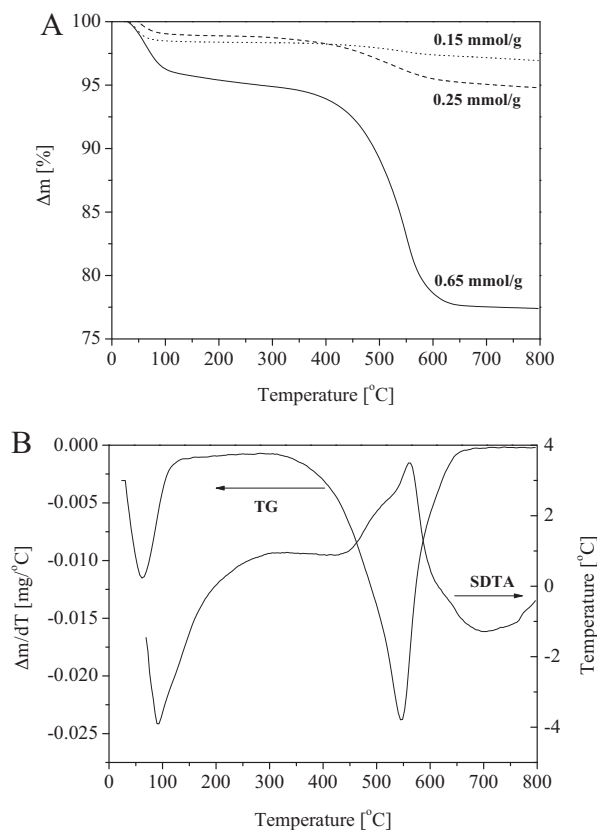 A
100
95
90
85
80
75
Δm [%]
0.15 mmol/g
0.25 mmol/g
0.65 mmol/g
0 100 200 300 400 500 600 700 800
Temperature [°C]
B
0.000
-0.005
-0.010
-0.015
-0.020
-0.025
Δm/dT [mg/°C]
TG
SDTA
4
2
0
-2
-4
Temperature [°C]
0 100 200 300 400 500 600 700 800
Temperature [°C]